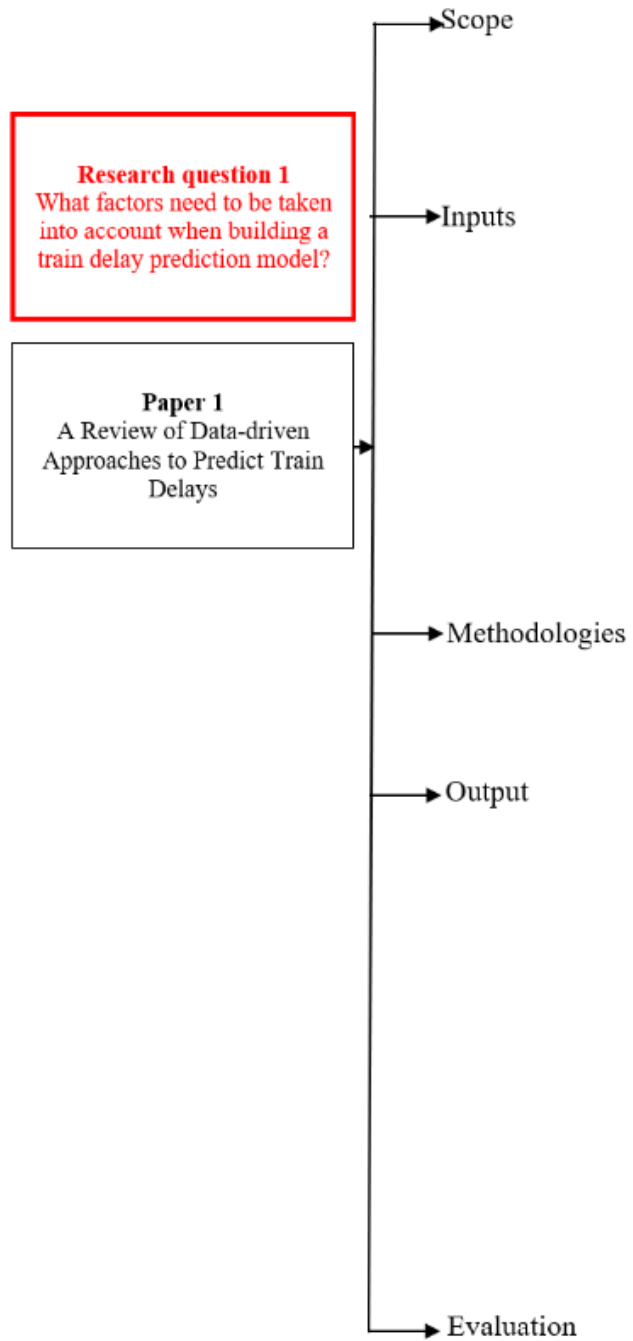 Scope
Research question 1
What factors need to be taken
into account when building a
train delay prediction model?
Inputs
Paper 1
A Review of Data-driven
Approaches to Predict Train
Delays
Methodologies
Output
Evaluation